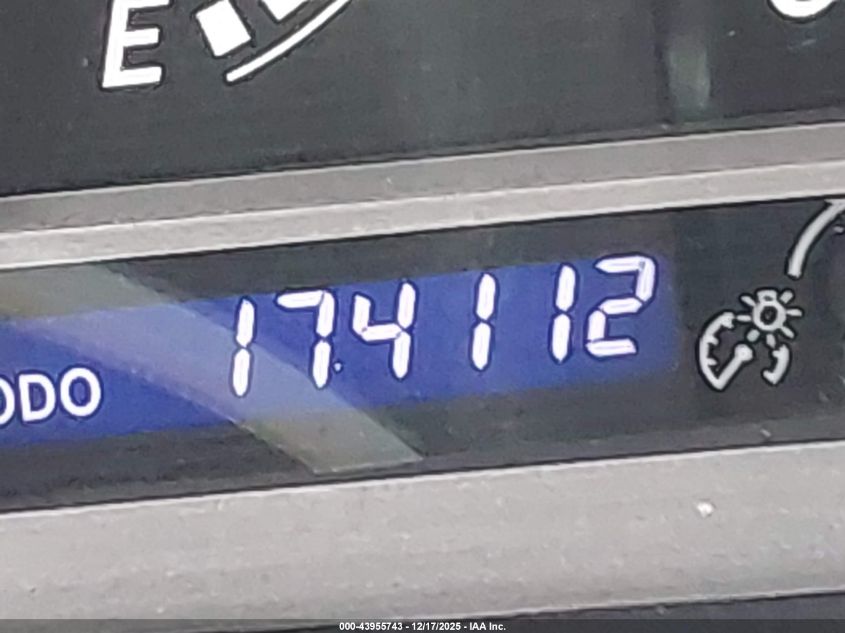 E
ODO
174112
000-43955743 - 12/17/2025 - IAA Inc.